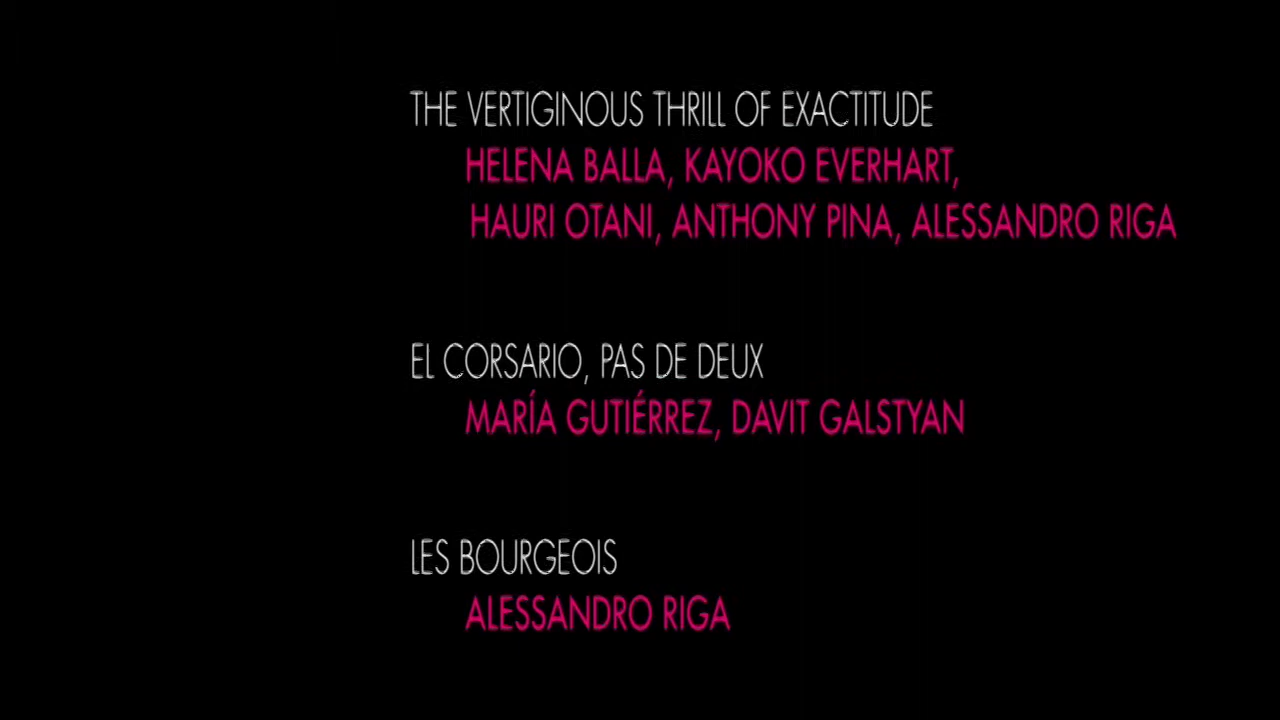 THE VERTIGINOUS THRILL OF EXACTITUDE
HELENA BALLA, KAYOKO EVERHART,
HAURI OTANI, ANTHONY PINA, ALESSANDRO RIGA
EL CORSARIO, PAS DE DEUX
MARÍA GUTIÉRREZ, DAVIT GALSTYAN
LES BOURGEOIS
ALESSANDRO RIGA